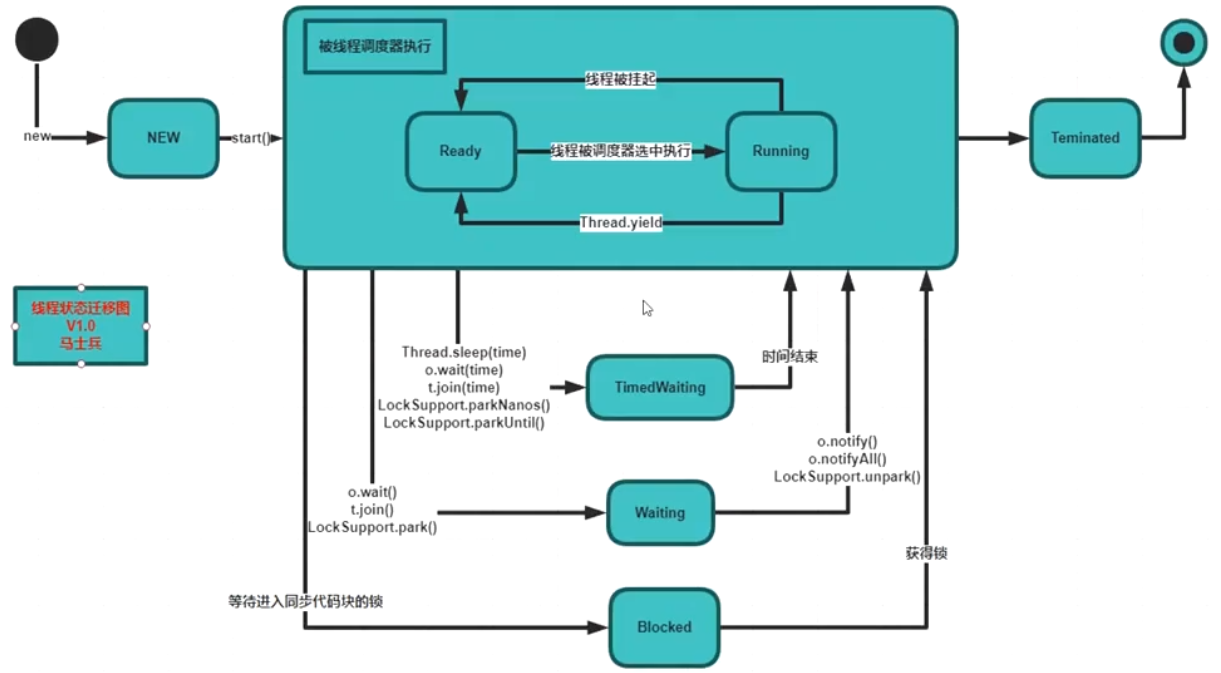 被线程调度器执行
线程被挂起
new
NEW
start()
Ready
线程被调度器选中执行
Running
Teminated
Thread.yield
线程状态迁移图
V1.0
马士兵
Thread.sleep(time)
o.wait(time)
t.join(time)
LockSupport.parkNanos()
LockSupport.parkUntil()
TimedWaiting
时间结束
o.notify()
o.notifyAll()
LockSupport.unpark()
o.wait()
t.join()
LockSupport.park()
Waiting
获得锁
等待进入同步代码块的锁
Blocked